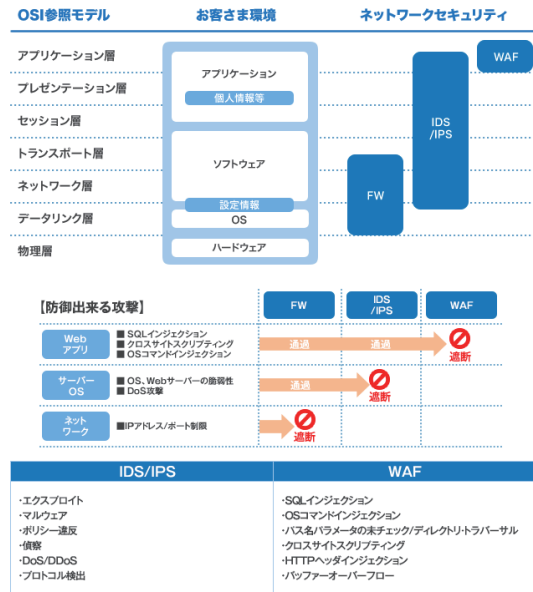 OSI参照モデル
お客さま環境
ネットワークセキュリティ
アプリケーション層
プレゼンテーション層
セッション層
トランスポート層
ネットワーク層
データリンク層
物理層
アプリケーション
個人情報等
ソフトウェア
設定情報
OS
ハードウェア
FW
IDS
/IPS
WAF
【防御出来る攻撃】
FW
IDS
/IPS
WAF
Web
アプリ
■ SQLインジェクション
■ クロスサイトスクリプティング
■ OSコマンドインジェクション
通過
通過
遮断
サーバー
OS
■ OS、Webサーバーの脆弱性
■ DoS攻撃
通過
遮断
ネット
ワーク
■IPアドレス/ポート制限
遮断
IDS/IPS
WAF
・エクスプロイト
・マルウェア
・ポリシー違反
・偵察
・DoS/DDoS
・プロトコル検出
・SQLインジェクション
・OSコマンドインジェクション
・パス名パラメータの未チェック/ディレクトリ・トラバーサル
・クロスサイトスクリプティング
・HTTPヘッダインジェクション
・バッファーオーバーフロー